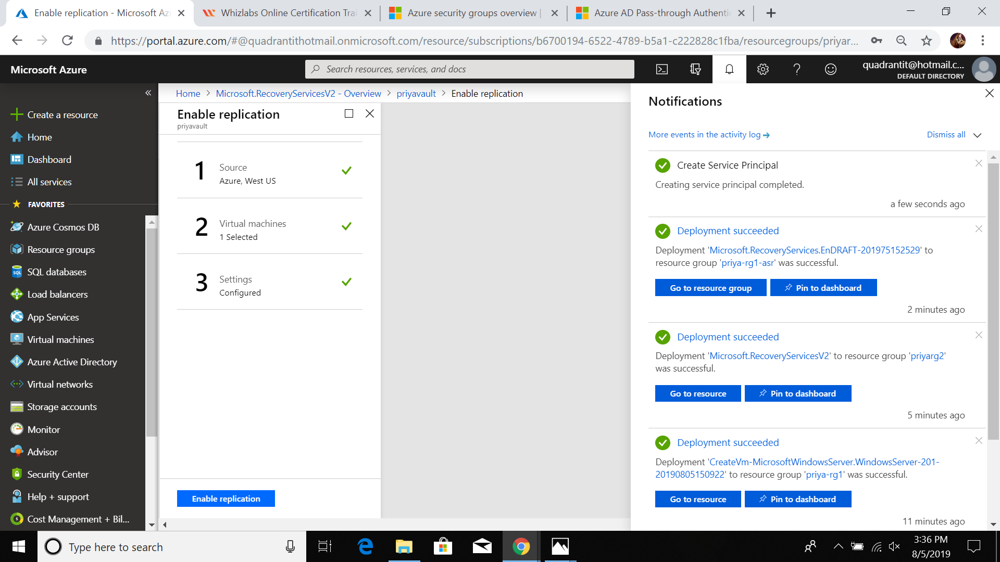 Enable replication - Microsoft Az
Whizlabs Online Certification Trai
Azure security groups overview |
Azure AD Pass-through Authentic
https://portal.azure.com/#@quadrantithotmail.onmicrosoft.com/resource/subscriptions/b6700194-6522-4789-b5a1-c222828c1fba/resourcegroups/priyar...
Microsoft Azure
Search resources, services, and docs
quadrantit@hotmail.c...
DEFAULT DIRECTORY
Create a resource
Home
Dashboard
All services
FAVORITES
Azure Cosmos DB
Resource groups
SQL
SQL databases
Load balancers
App Services
Virtual machines
Azure Active Directory
Virtual networks
Storage accounts
Monitor
Advisor
Security Center
Help + support
Cost Management + Bil...
Home > Microsoft.RecoveryServicesV2 - Overview > priyavault > Enable replication
Enable replication
priyavault
1
Source
Azure, West US
2
Virtual machines
1 Selected
3
Settings
Configured
Enable replication
Notifications
More events in the activity log
Dismiss all
Create Service Principal
Creating service principal completed.
a few seconds ago
Deployment succeeded
Deployment 'Microsoft.RecoveryServices.EnDRAFT-201975152529' to
resource group 'priya-rg1-asr' was successful.
Go to resource group
Pin to dashboard
2 minutes ago
Deployment succeeded
Deployment 'Microsoft.RecoveryServicesV2' to resource group 'priyarg2'
was successful.
Go to resource
Pin to dashboard
5 minutes ago
Deployment succeeded
Deployment 'CreateVm-MicrosoftWindowsServer.WindowsServer-201-
20190805150922' to resource group 'priya-rg1' was successful.
Go to resource
Pin to dashboard
11 minutes ago
Type here to search
3:36 PM
8/5/2019